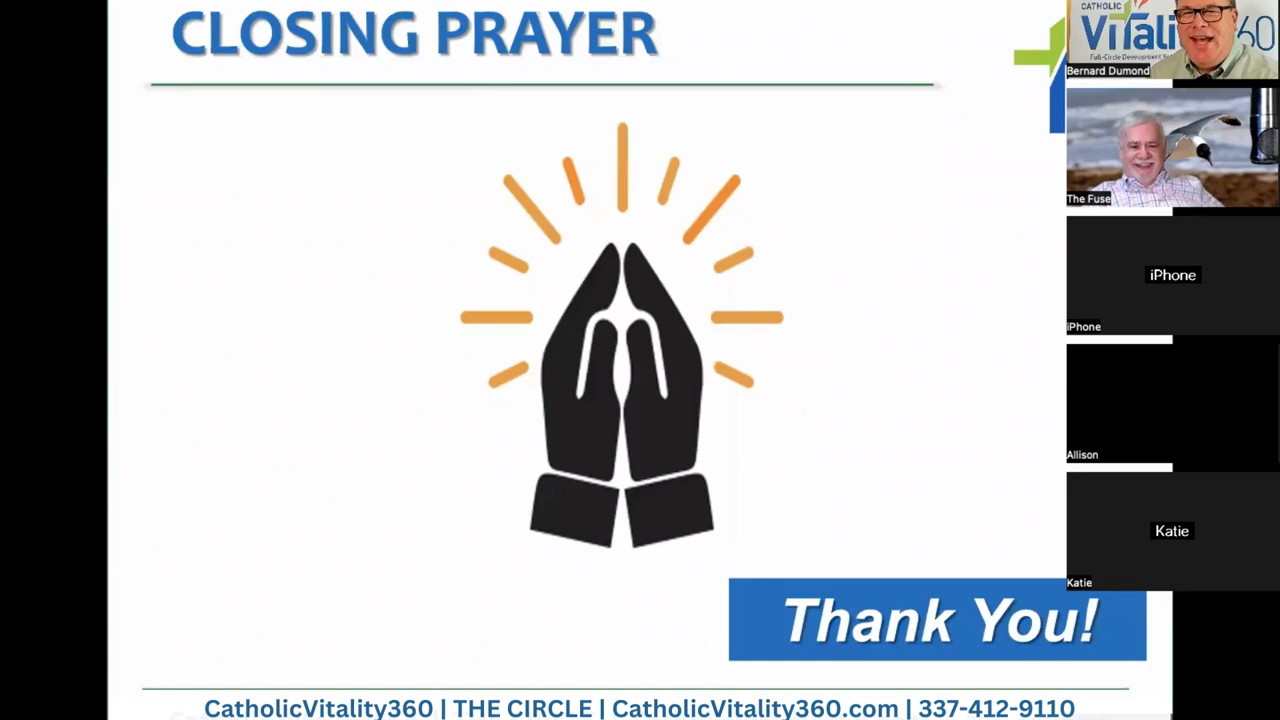 CLOSING PRAYER
CATHOLIC
60
Full-Circle Development
Bernard Dumond
The Fuse
iPhone
iPhone
Allison
Katie
Katie
Thank You!
CatholicVitality360 | THE CIRCLE | CatholicVitality360.com | 337-412-9110